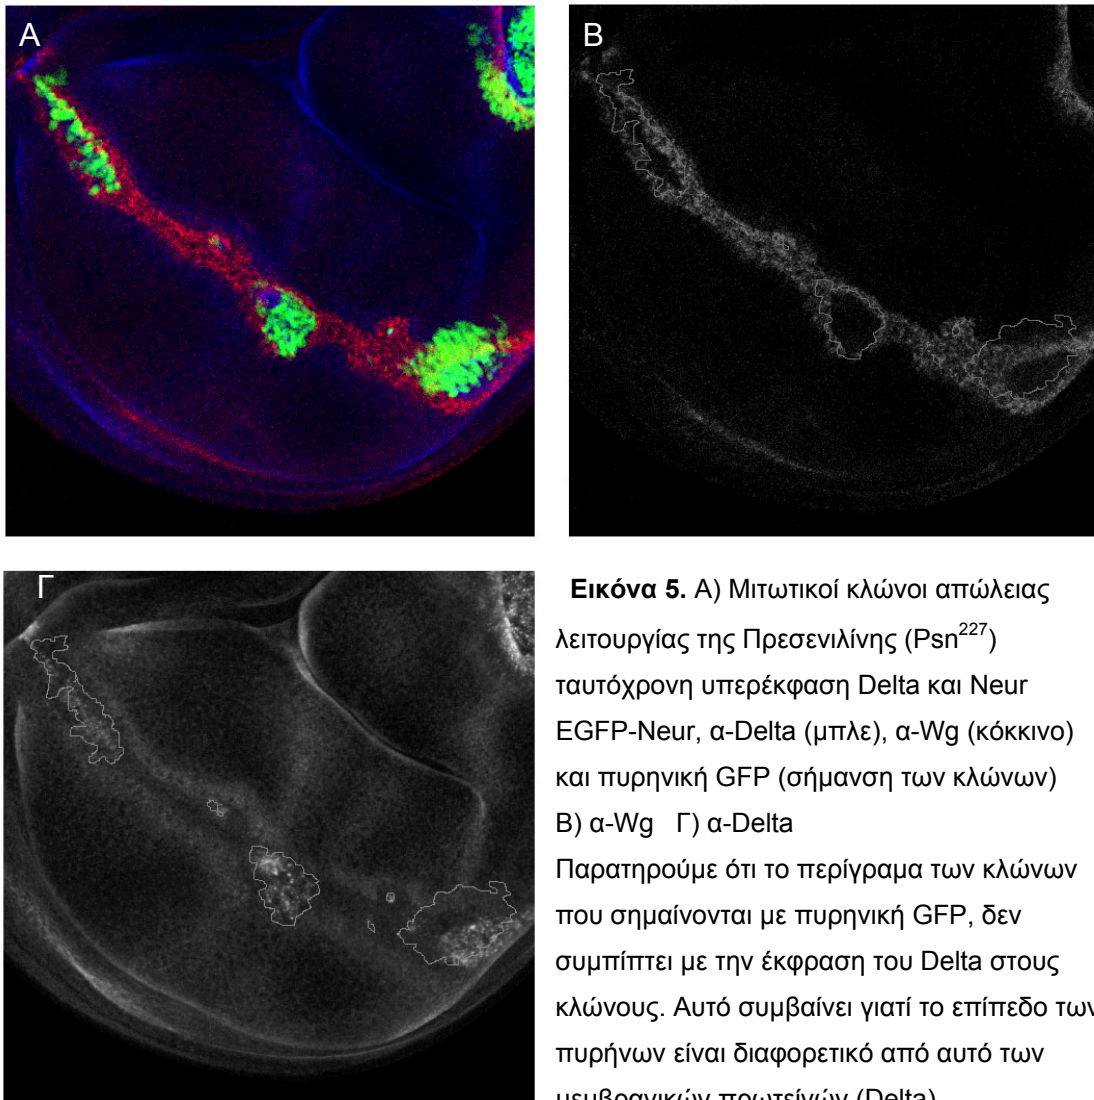 A
B
Γ
Εικόνα 5. Α) Μιτωτικοί κλώνοι απώλειας
λειτουργίας της Πρεσενιλίνης (Psn227)
ταυτόχρονη υπερέκφαση Delta και Neur
EGFP-Neur, α-Delta (μπλε), α-Wg (κόκκινο)
και πυρηνική GFP (σήμανση των κλώνων)
Β) α-Wg Γ) α-Delta
Παρατηρούμε ότι το περίγραμα των κλώνων
που σημαίνονται με πυρηνική GFP, δεν
συμπίπτει με την έκφραση του Delta στους
κλώνους. Αυτό συμβαίνει γιατί το επίπεδο των
πυρήνων είναι διαφορετικό από αυτό των
μεμβρανικών πρωτεϊνών (Delta)